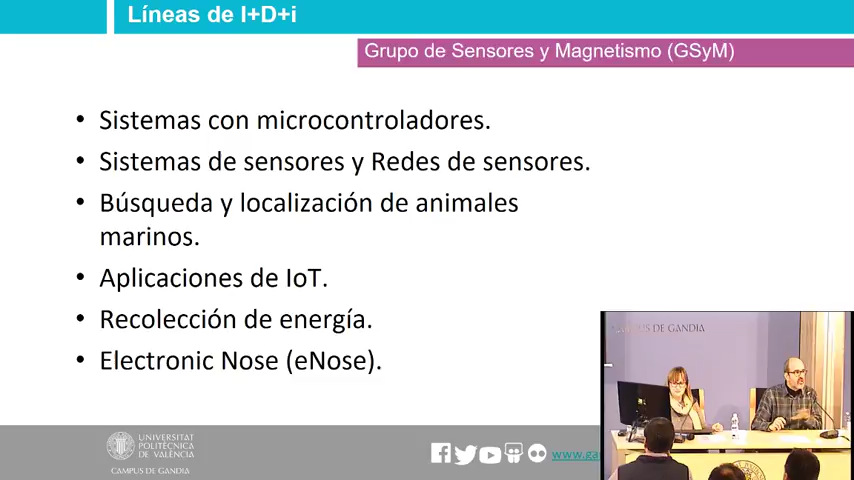 Líneas de I+D+i
Grupo de Sensores y Magnetismo (GSyM)
• Sistemas con microcontroladores.
• Sistemas de sensores y Redes de sensores.
• Búsqueda y localización de animales
marinos.
• Aplicaciones de IoT.
• Recolección de energía.
• Electronic Nose (eNose).
CAMPUS DE GANDIA
UNIVERSITAT
POLITÈCNICA
DE VALÈNCIA
CAMPUS DE GANDIA
www.ga